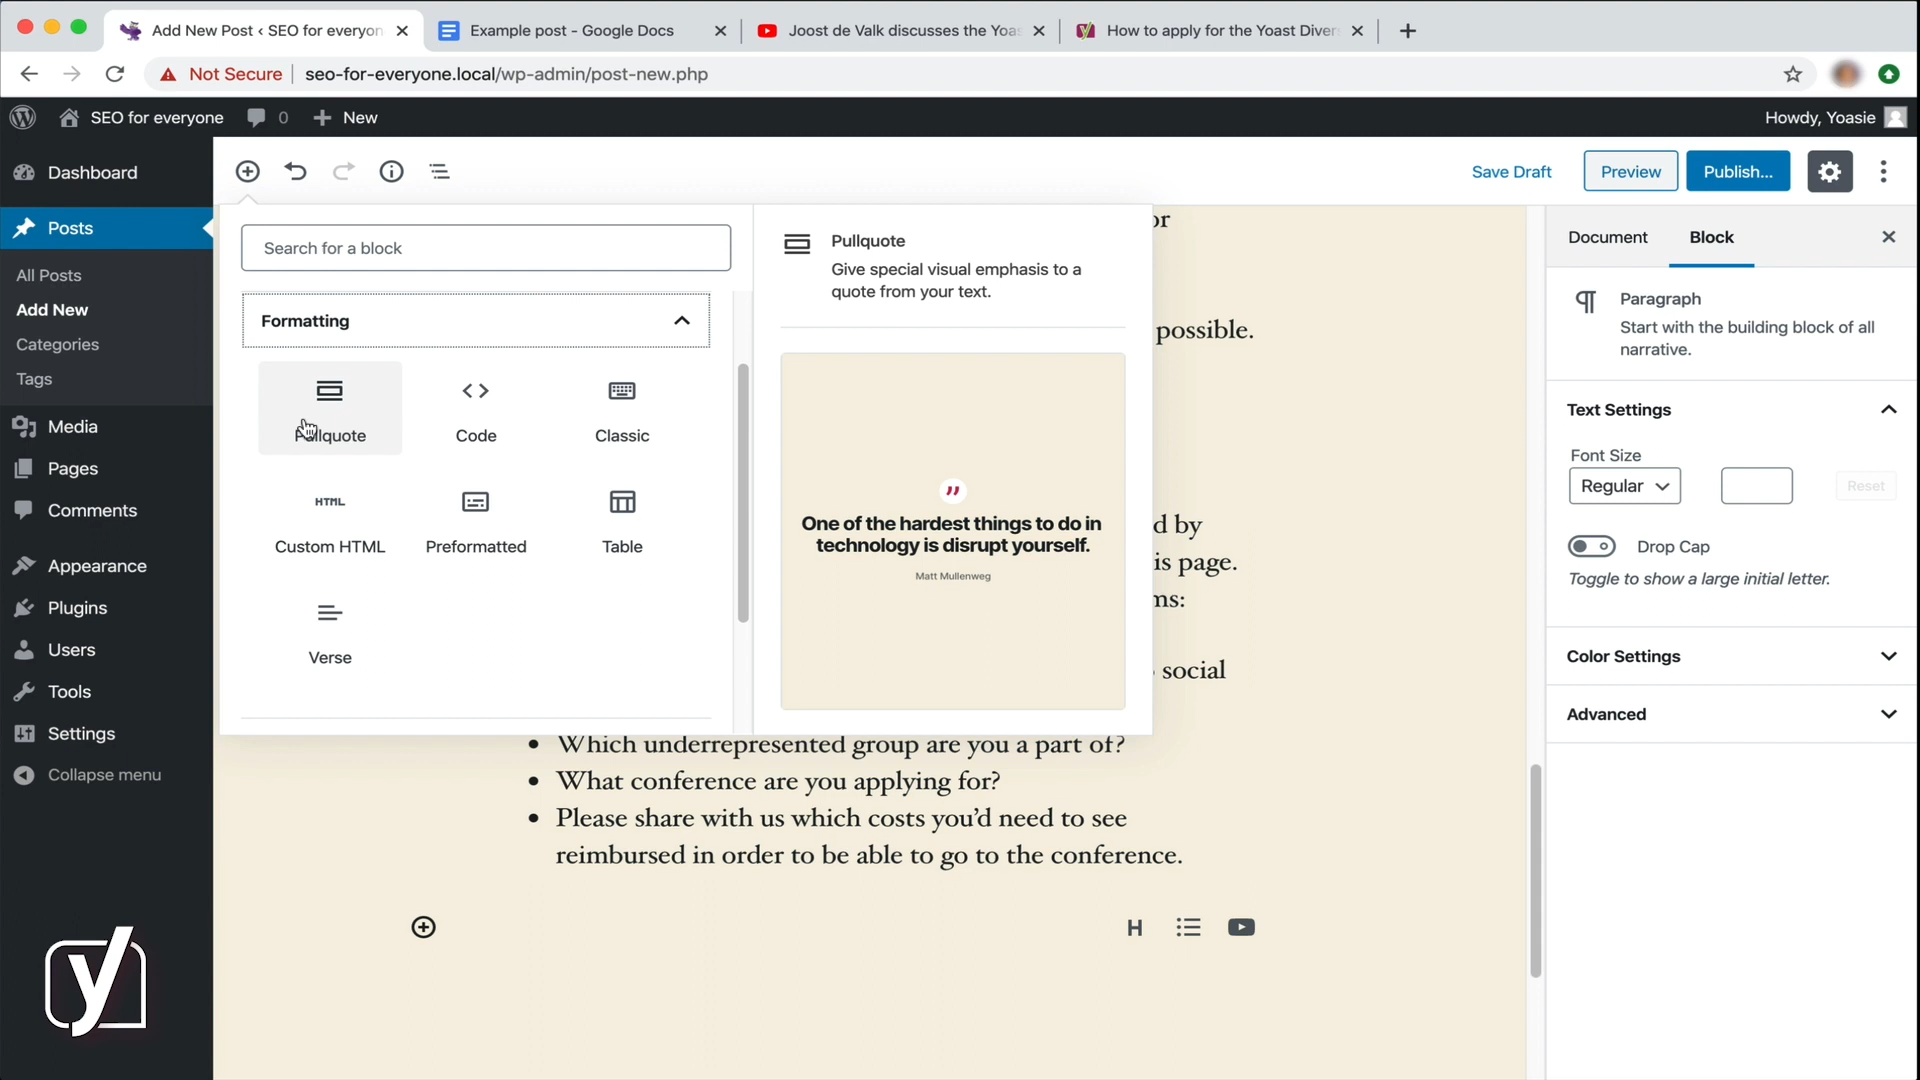 Add New Post ‹ SEO for everyon
Example post - Google Docs
Joost de Valk discusses the Yoas
How to apply for the Yoast Diver
Not Secure
seo-for-everyone.local/wp-admin/post-new.php
SEO for everyone
0
New
Howdy, Yoasie
Dashboard
Posts
All Posts
Add New
Categories
Tags
Media
Pages
Comments
Appearance
Plugins
Users
Tools
Settings
Collapse menu
Save Draft
Preview
Publish...
Search for a block
Formatting
Pullquote
Code
Classic
HTML
Custom HTML
Preformatted
Table
Verse
Pullquote
Give special visual emphasis to a
quote from your text.
One of the hardest things to do in
technology is disrupt yourself.
Matt Mullenweg
or
possible.
d by
is page.
ms:
social
• Which underrepresented group are you a part of?
• What conference are you applying for?
• Please share with us which costs you’d need to see
reimbursed in order to be able to go to the conference.
H
Document
Block
Paragraph
Start with the building block of all
narrative.
Text Settings
Font Size
Regular
Reset
Drop Cap
Toggle to show a large initial letter.
Color Settings
Advanced
y